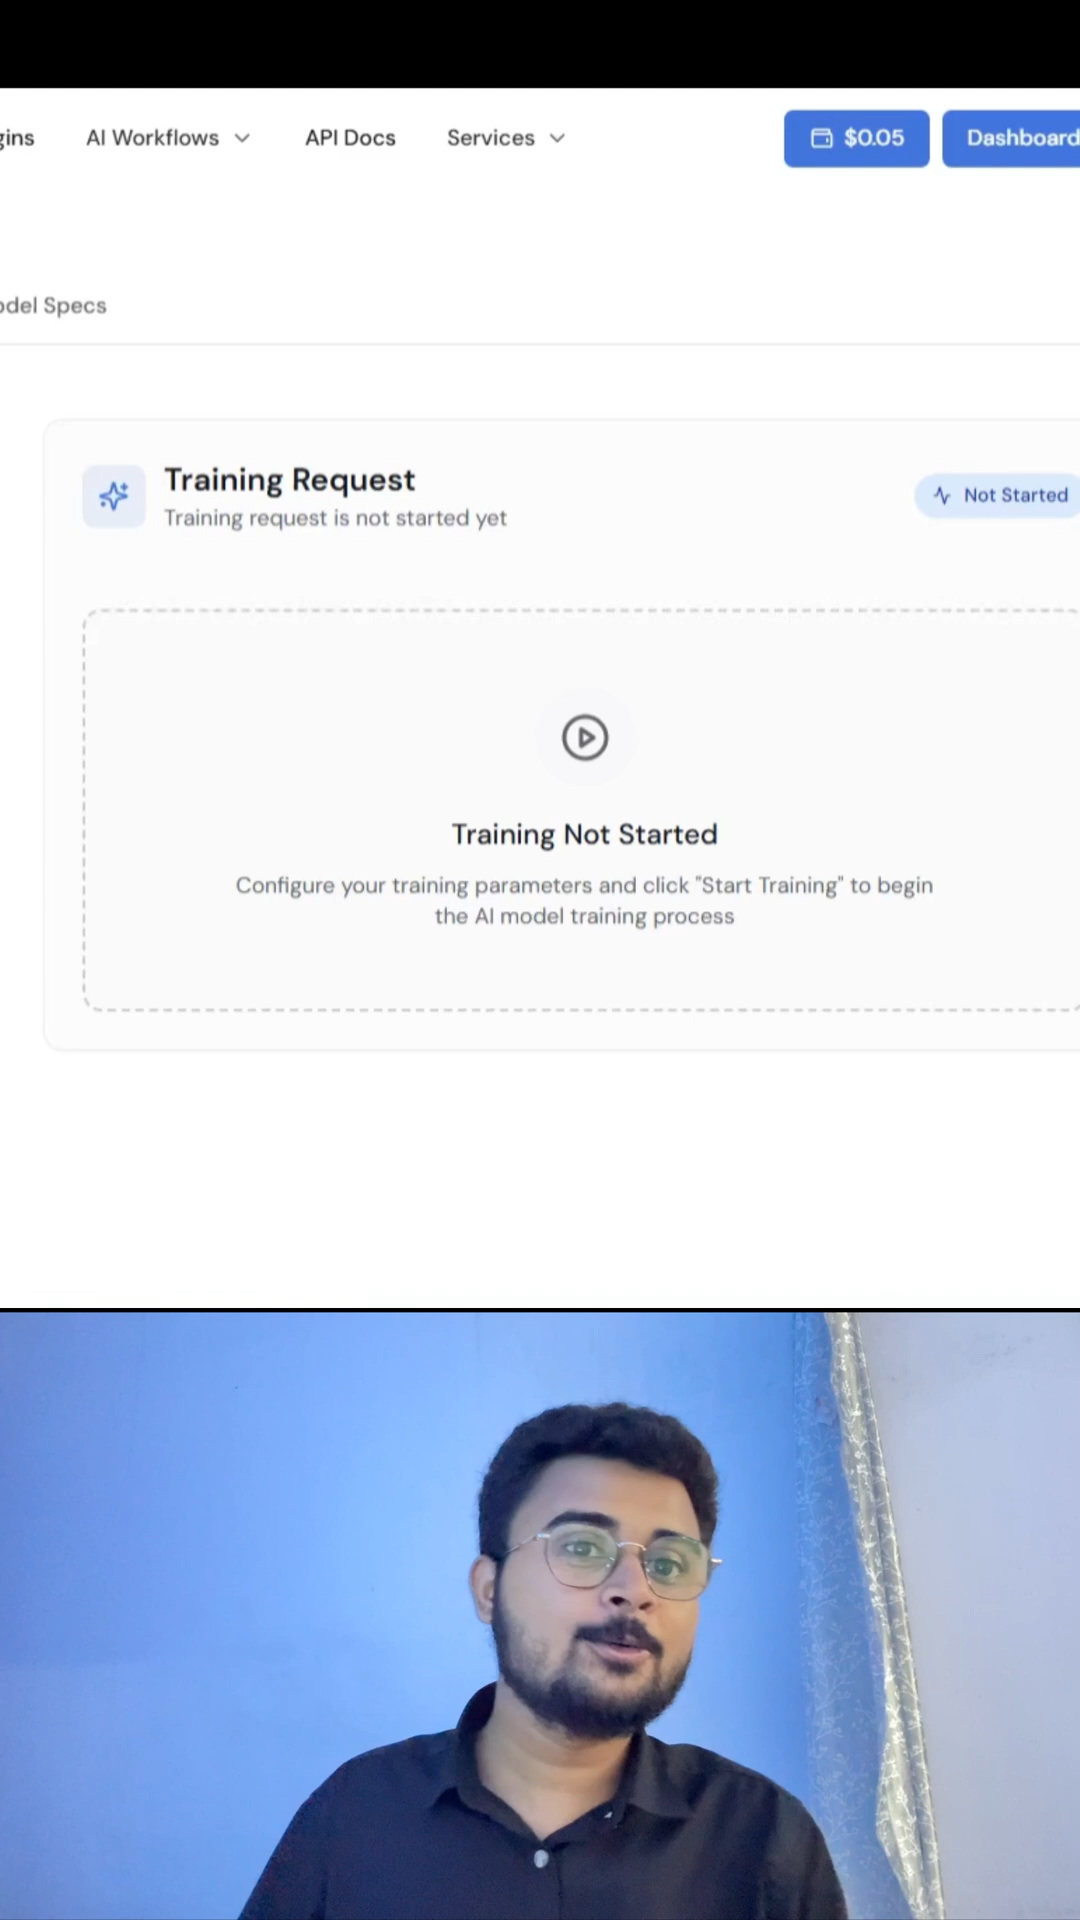 gins AI Workflows API Docs Services $0.05 Dashboard
odel Specs
Training Request
Training request is not started yet
Not Started
Training Not Started
Configure your training parameters and click "Start Training" to begin
the AI model training process